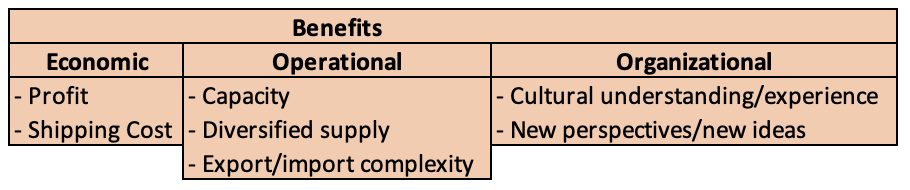 Benefits
Economic Operational Organizational
- Profit - Capacity - Cultural understanding/experience
- Shipping Cost - Diversified supply - New perspectives/new ideas
- Export/import complexity